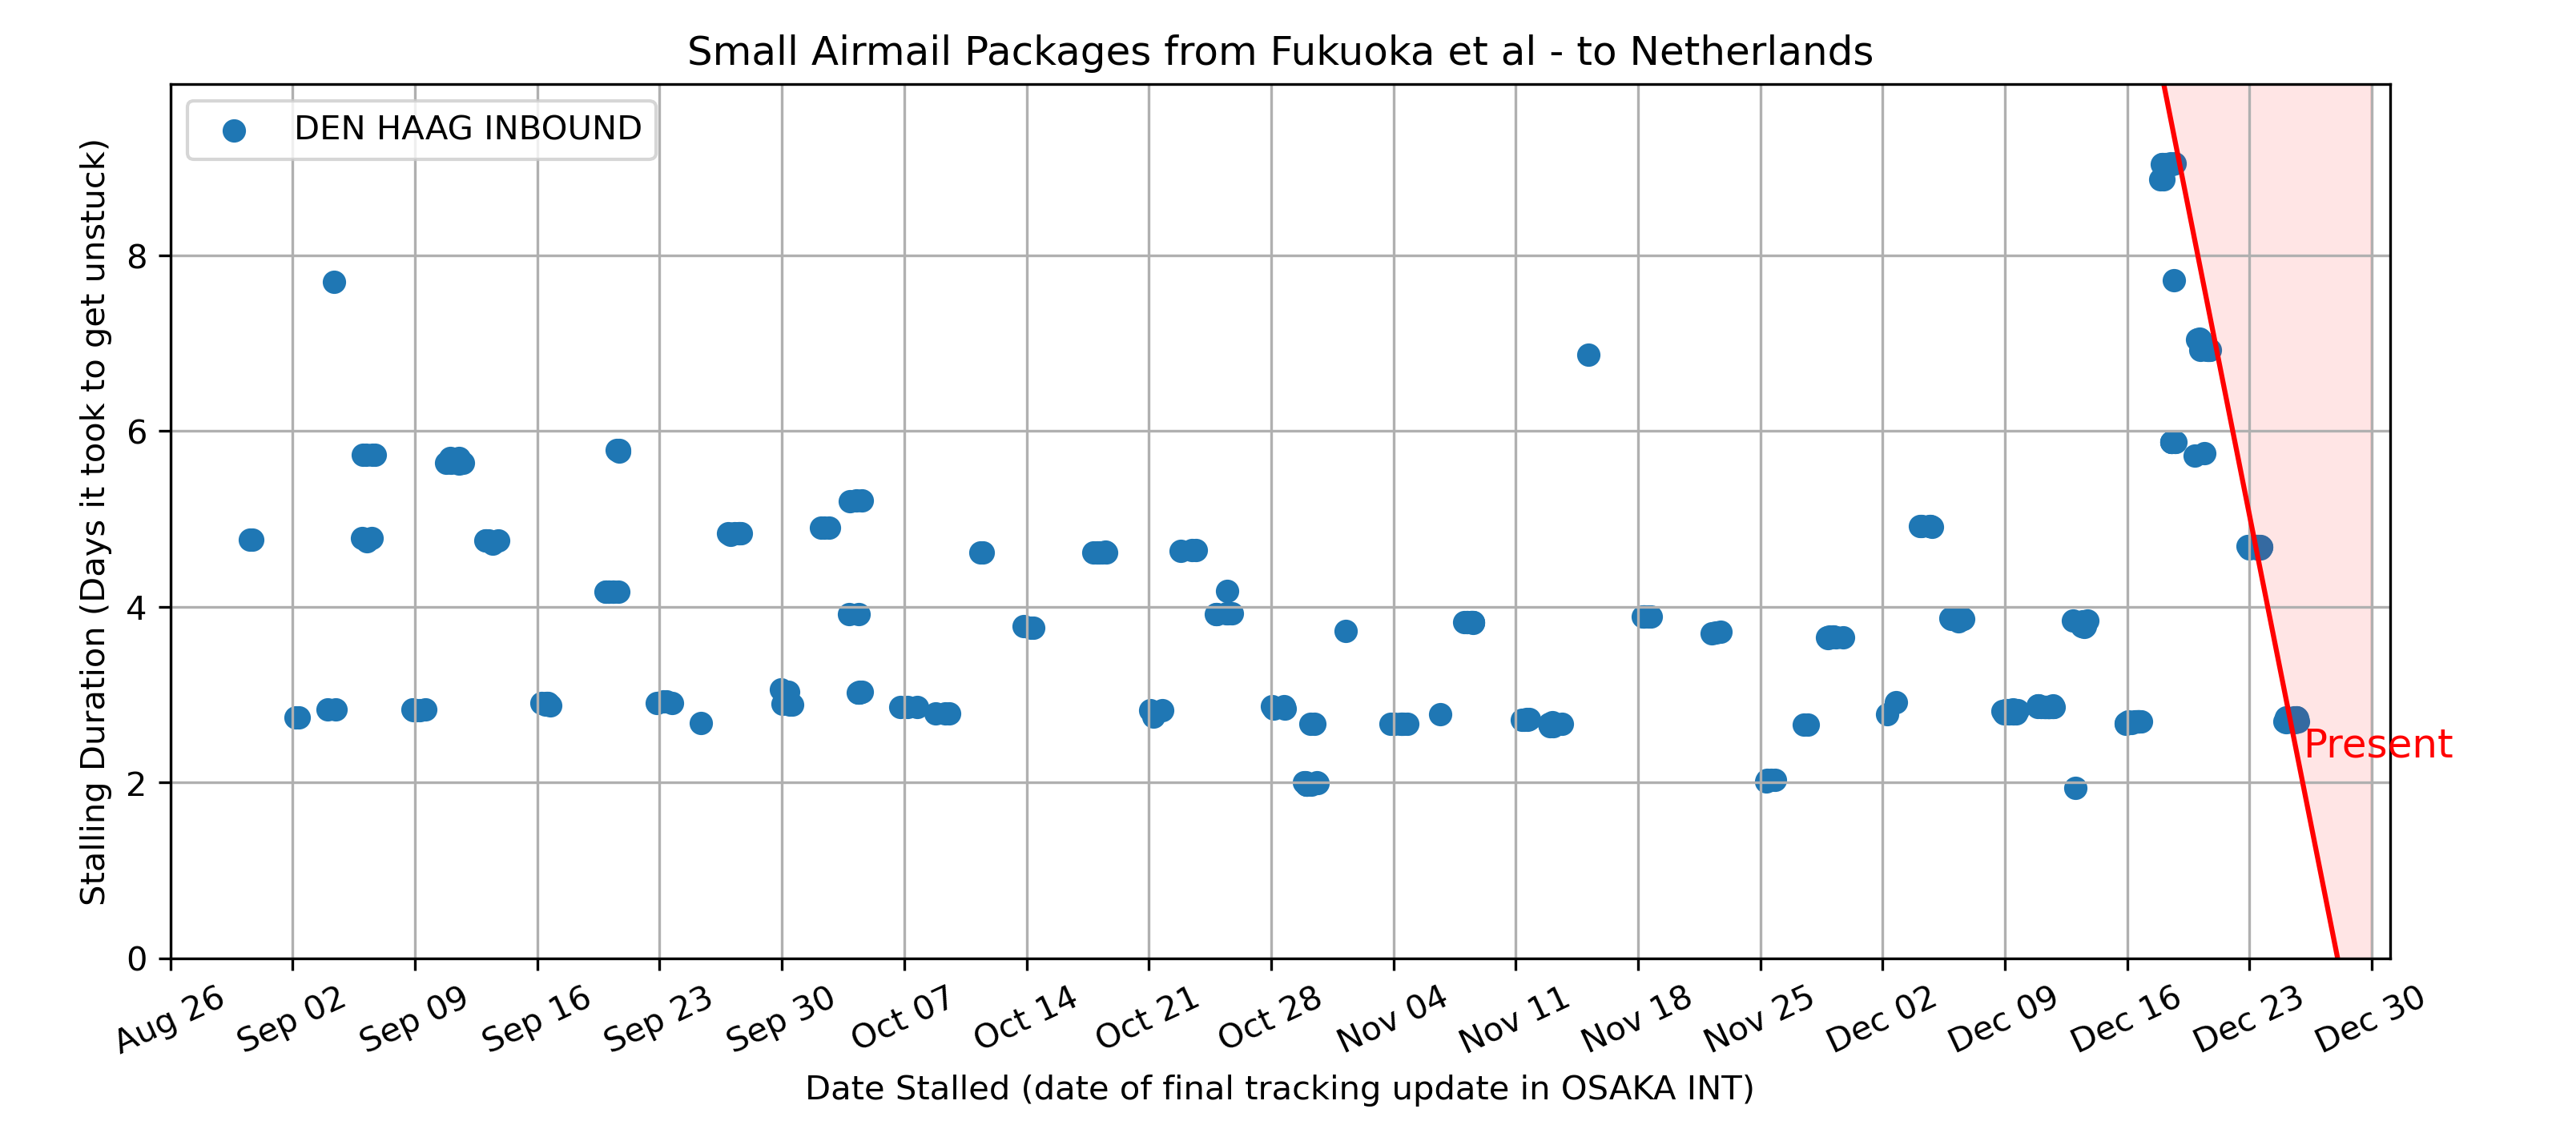 Small Airmail Packages from Fukuoka et al - to Netherlands
DEN HAAG INBOUND
Stalling Duration (Days it took to get unstuck)
8
6
4
2
0
Present
Aug 26
Sep 02
Sep 09
Sep 16
Sep 23
Sep 30
Oct 07
Oct 14
Oct 21
Oct 28
Nov 04
Nov 11
Nov 18
Nov 25
Dec 02
Dec 09
Dec 16
Dec 23
Dec 30
Date Stalled (date of final tracking update in OSAKA INT)